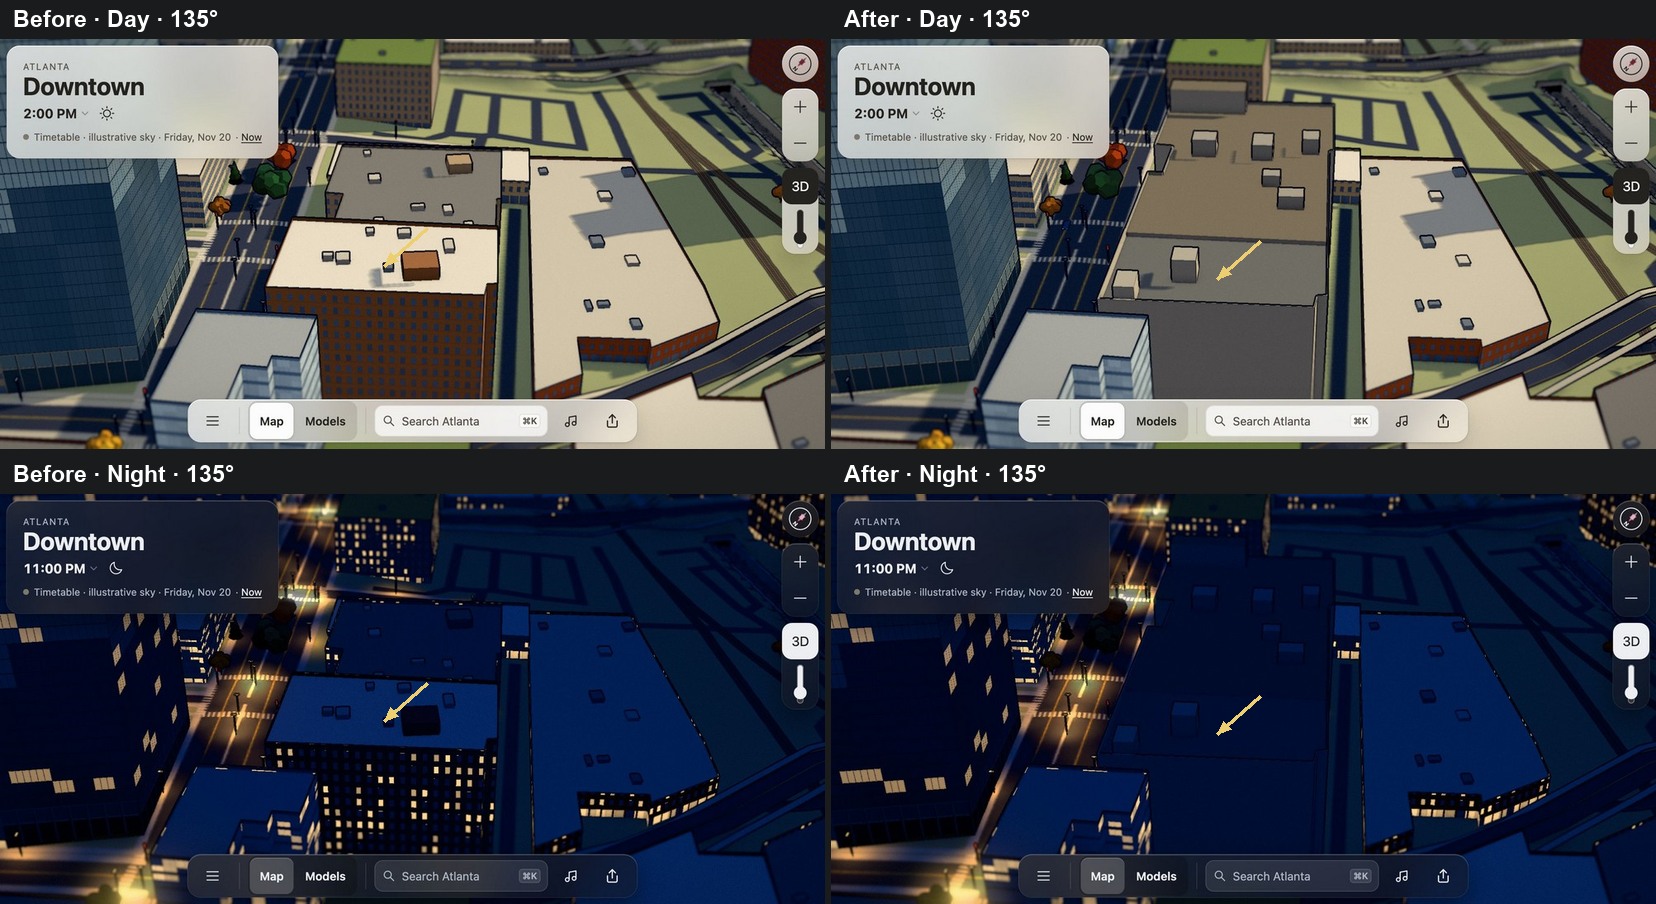 Before · Day · 135°
ATLANTA
Downtown
2:00 PM
Timetable · illustrative sky · Friday, Nov 20 · Now
3D
Map
Models
Search Atlanta
⌘K
After · Day · 135°
ATLANTA
Downtown
2:00 PM
Timetable · illustrative sky · Friday, Nov 20 · Now
3D
Map
Models
Search Atlanta
⌘K
Before · Night · 135°
ATLANTA
Downtown
11:00 PM
Timetable · illustrative sky · Friday, Nov 20 · Now
3D
Map
Models
Search Atlanta
⌘K
After · Night · 135°
ATLANTA
Downtown
11:00 PM
Timetable · illustrative sky · Friday, Nov 20 · Now
3D
Map
Models
Search Atlanta
⌘K